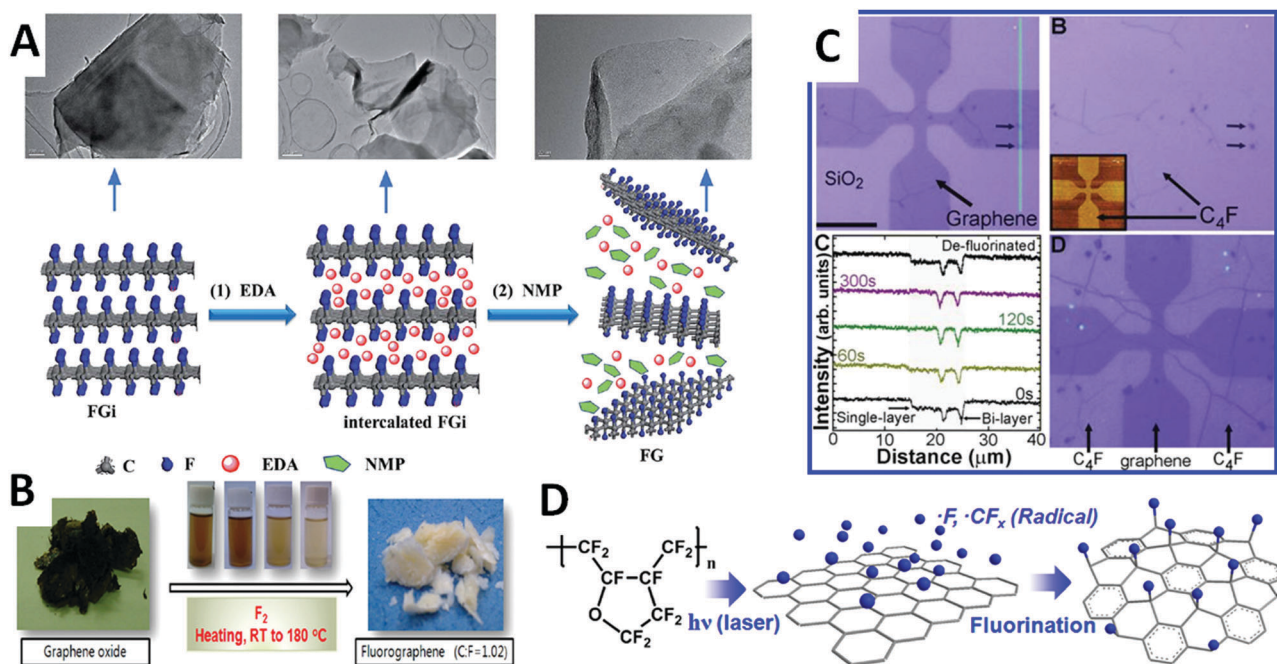 A
(1) EDA
(2) NMP
FGi
intercalated FGi
FG
C
F
EDA
NMP
B
F2
Heating, RT to 180 °C
Graphene oxide
Fluorographene (C:F=1.02)
C
SiO2
Graphene
B
C4F
C
Intensity (arb. units)
De-fluorinated
300s
120s
60s
0s
Single-layer
Bi-layer
0 10 20 30 40
Distance (μm)
D
C4F graphene C4F
D
CF2 CF2
n
CF CF
O CF2
CF2
hν (laser)
·F, ·CFx (Radical)
Fluorination